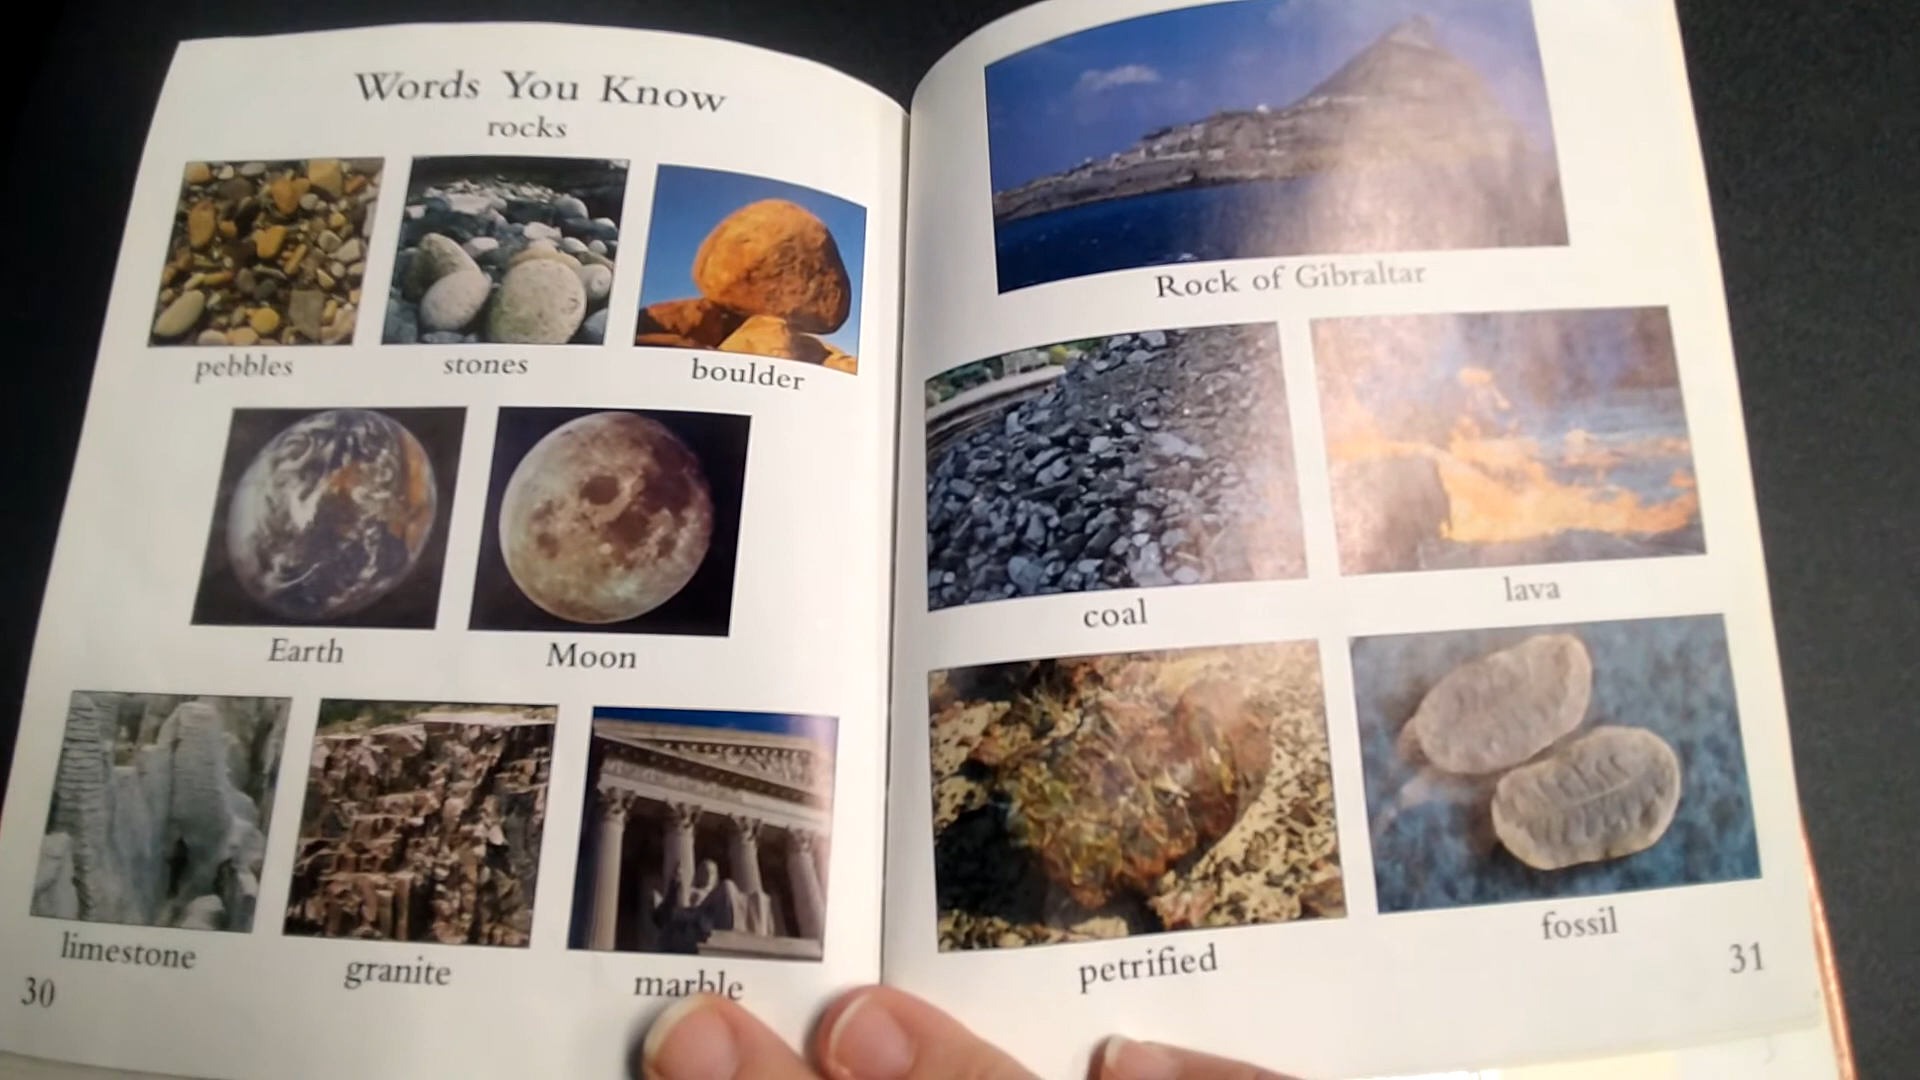 Words You Know
rocks
pebbles stones boulder
Earth Moon
limestone granite marble
30
Rock of Gibraltar
coal lava
petrified fossil
31